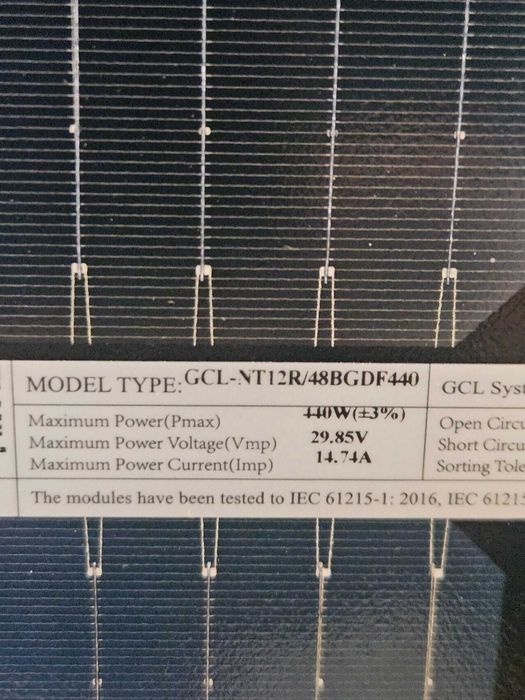 MODEL TYPE: GCL-NT12R/48BGDF440
Maximum Power(Pmax) 440W(±3%)
Maximum Power Voltage(Vmp) 29.85V
Maximum Power Current(Imp) 14.74A
GCL Syst
Open Circu
Short Circu
Sorting Tole
The modules have been tested to IEC 61215-1: 2016, IEC 61215